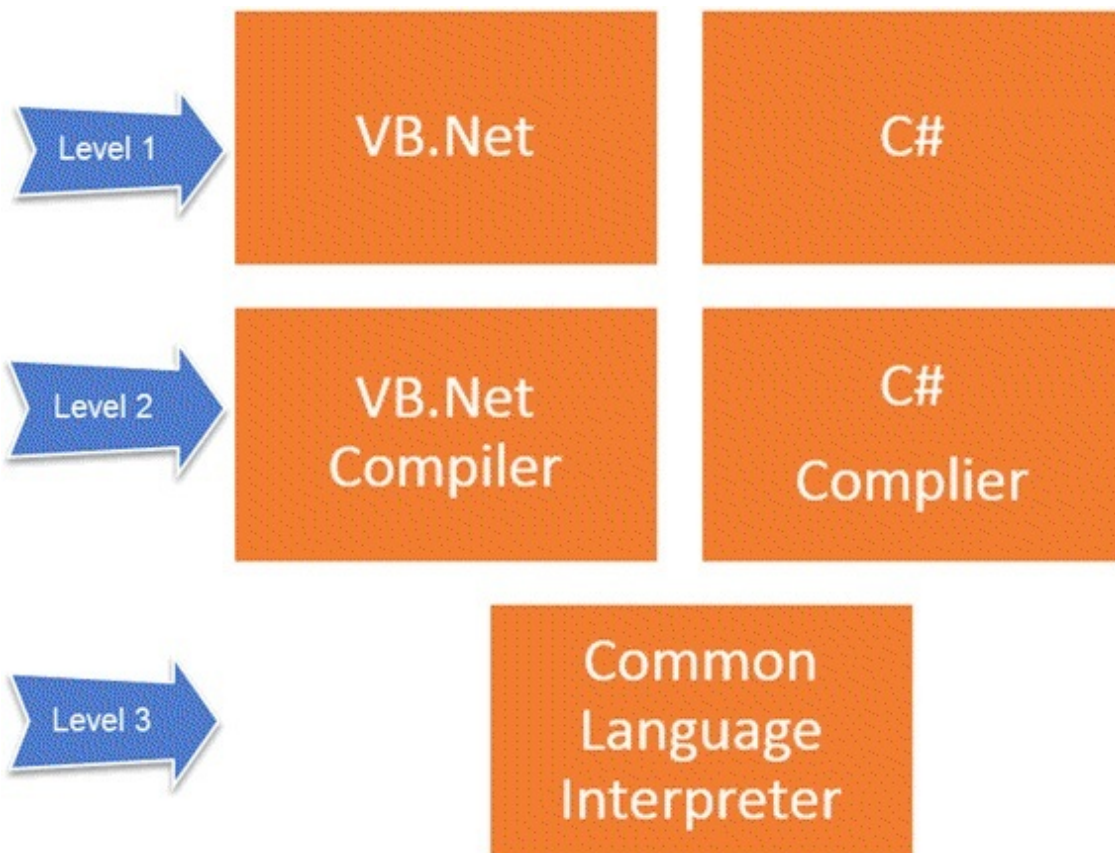 Level 1
VB.Net
C#
Level 2
VB.Net
Compiler
C#
Complier
Level 3
Common
Language
Interpreter